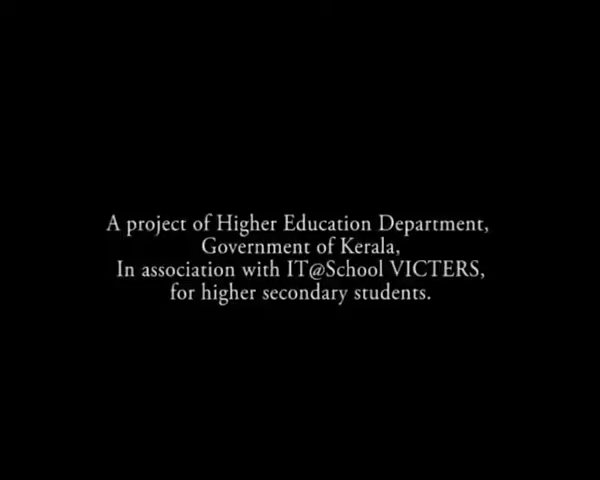 A project of Higher Education Department,
Government of Kerala,
In association with IT@School VICTERS,
for higher secondary students.